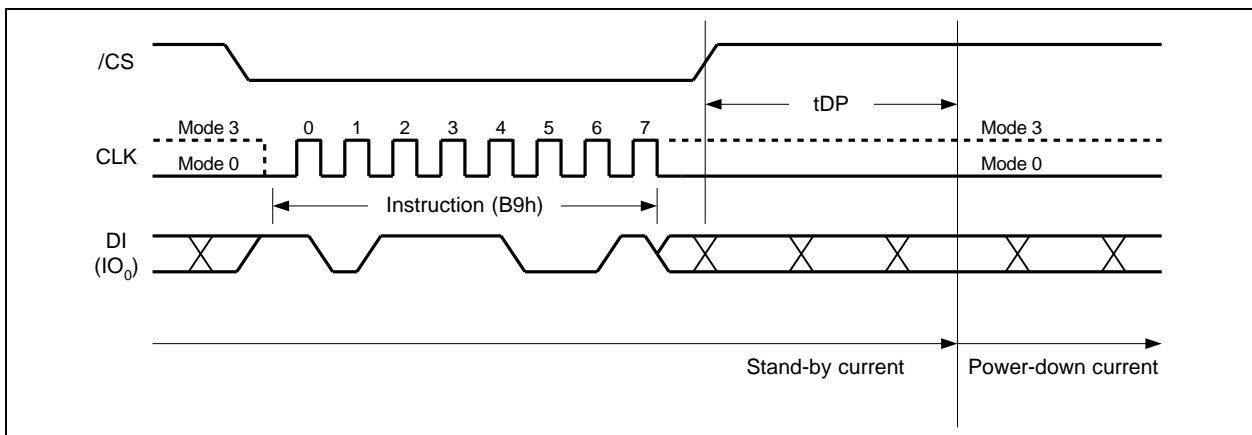 /CS
tDP
Mode 3
0 1 2 3 4 5 6 7
Mode 3
CLK
Mode 0
Mode 0
Instruction (B9h)
DI
(IO0)
Stand-by current
Power-down current